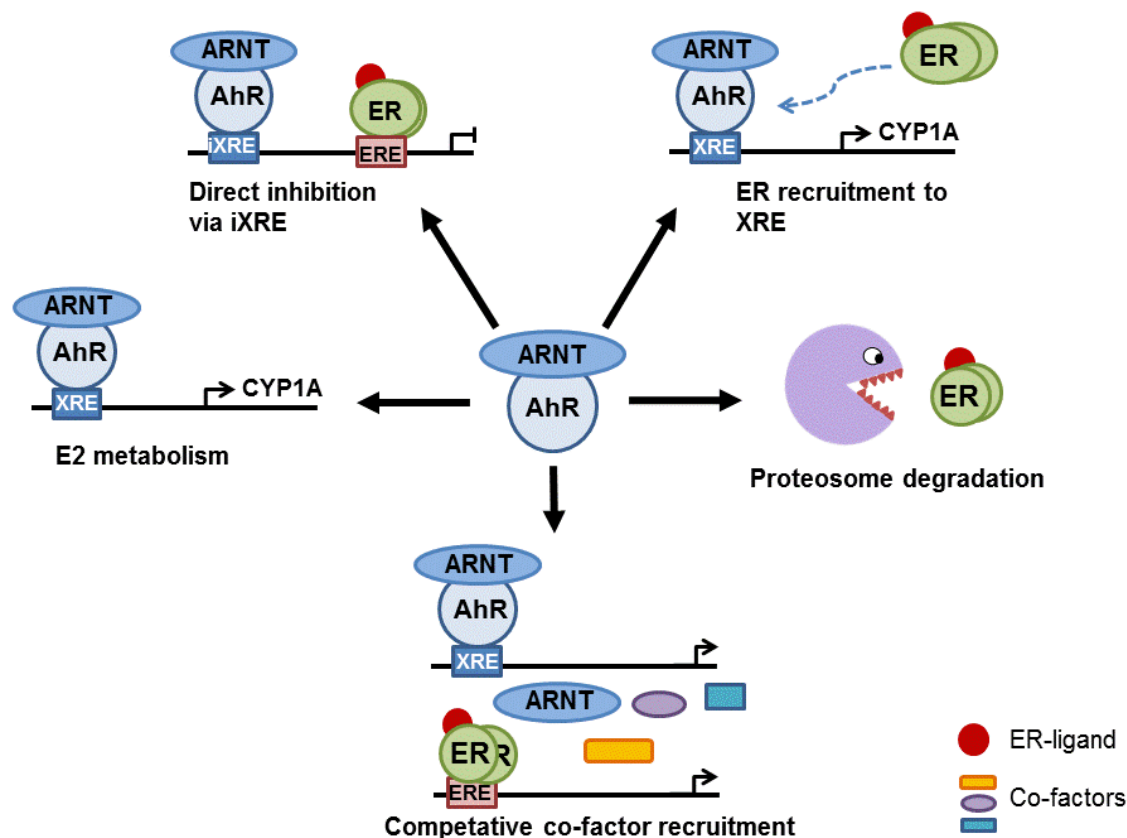 ARNT
AhR
iXRE
ER
ERE
Direct inhibition
via iXRE
ARNT
AhR
XRE
ER
CYP1A
ER recruitment to
XRE
ARNT
AhR
XRE
CYP1A
E2 metabolism
ARNT
AhR
ER
Proteosome degradation
ARNT
AhR
XRE
ARNT
ER
R
ERE
Competative co-factor recruitment
ER-ligand
Co-factors